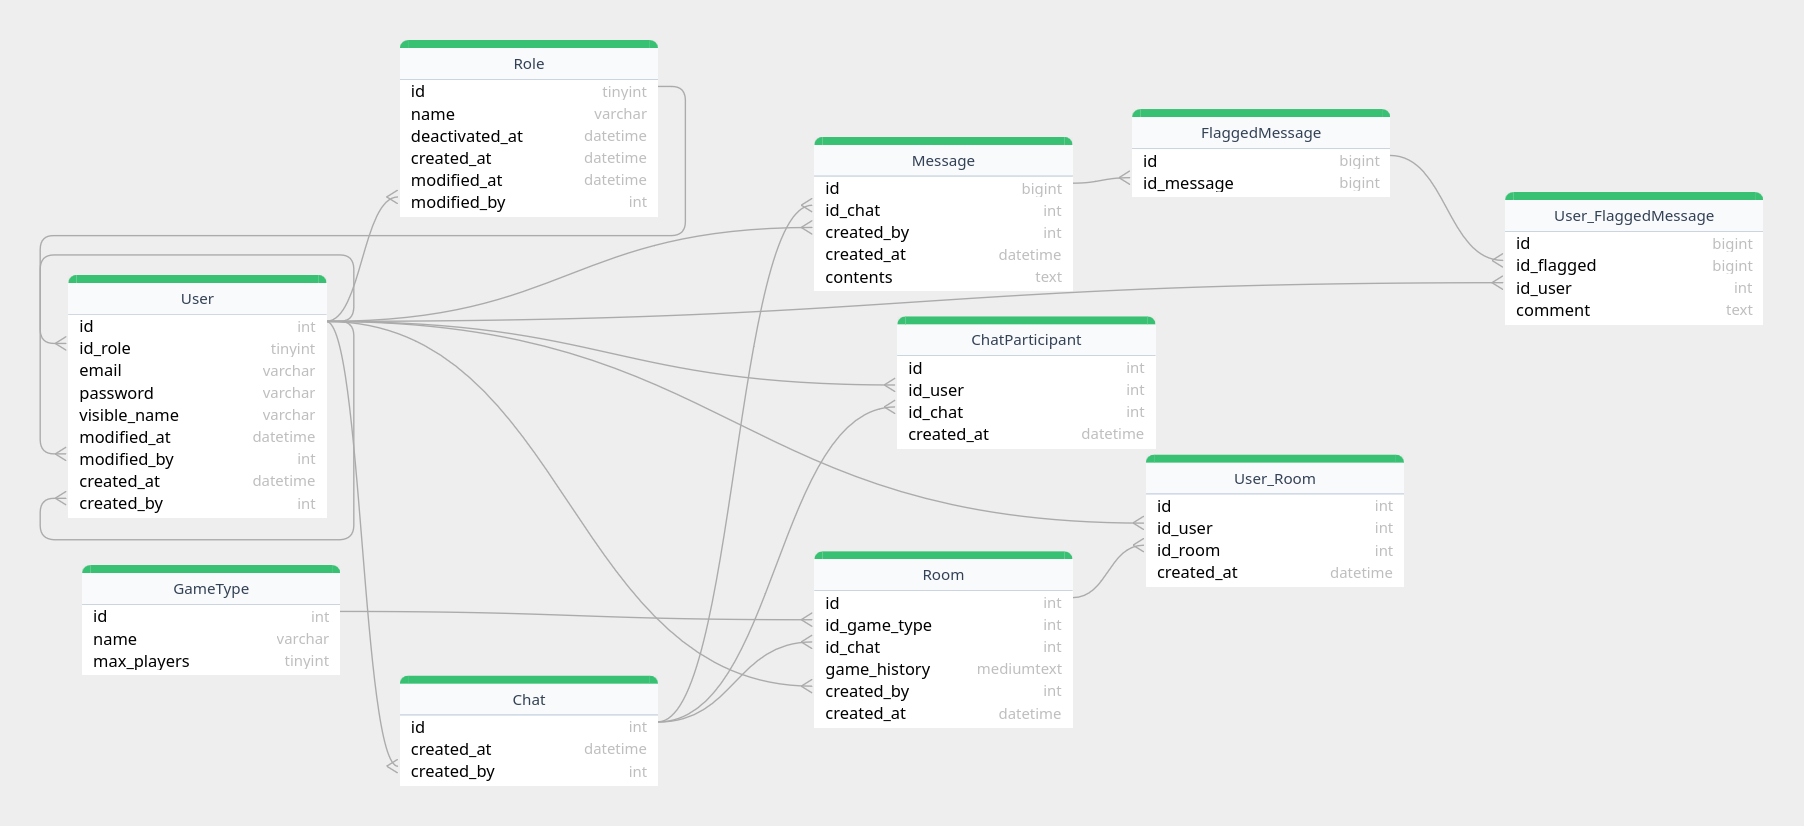 Role
id tinyint
name varchar
deactivated_at datetime
created_at datetime
modified_at datetime
modified_by int
Message
id bigint
id_chat int
created_by int
created_at datetime
contents text
FlaggedMessage
id bigint
id_message bigint
User_FlaggedMessage
id bigint
id_flagged bigint
id_user int
comment text
User
id int
id_role tinyint
email varchar
password varchar
visible_name varchar
modified_at datetime
modified_by int
created_at datetime
created_by int
ChatParticipant
id int
id_user int
id_chat int
created_at datetime
User_Room
id int
id_user int
id_room int
created_at datetime
GameType
id int
name varchar
max_players tinyint
Room
id int
id_game_type int
id_chat int
game_history mediumtext
created_by int
created_at datetime
Chat
id int
created_at datetime
created_by int